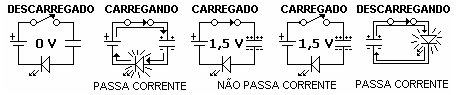 DESCARREGADO CARREGANDO CARREGADO CARREGADO DESCARREGANDO
0 V 1,5 V 1,5 V
PASSA CORRENTE NÃO PASSA CORRENTE PASSA CORRENTE